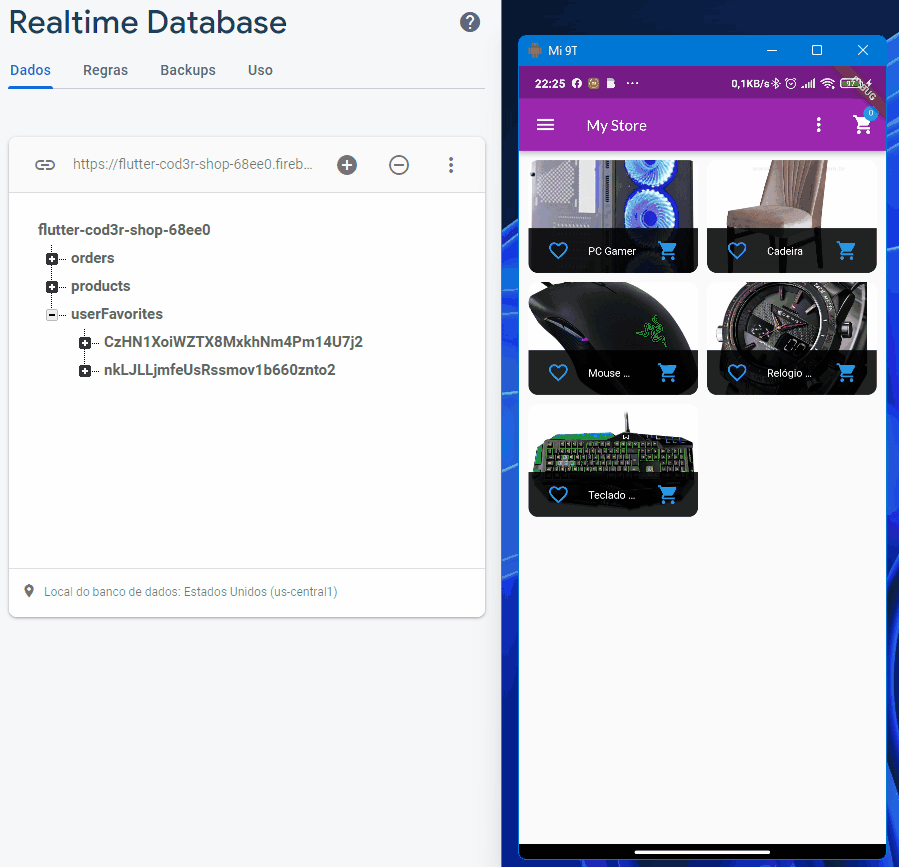 Realtime Database
Dados Regras Backups Uso
https://flutter-cod3r-shop-68ee0.fireb...
flutter-cod3r-shop-68ee0
orders
products
userFavorites
CzHN1XoiWZTX8MxkhNm4Pm14U7j2
nkLJLLjmfeUsRssmov1b660znto2
Local do banco de dados: Estados Unidos (us-central1)
Mi 9T
22:25 0,1KB/s 97
My Store 0
PC Gamer
Cadeira
Mouse ...
Relógio ...
Teclado ...